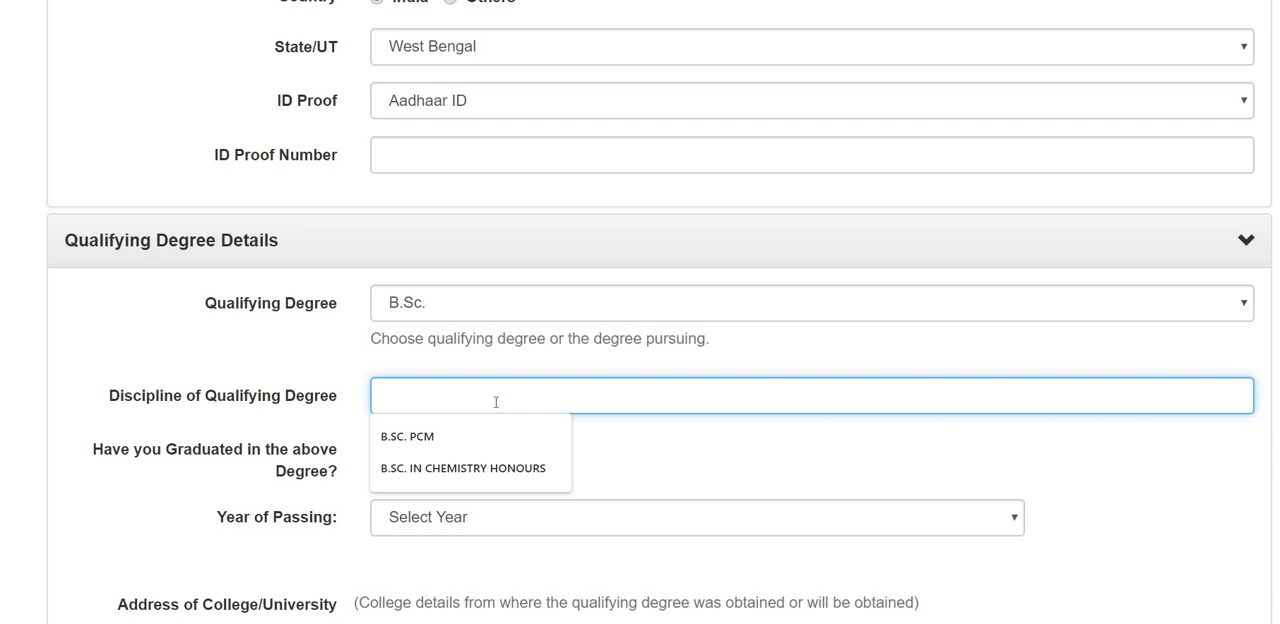 Country India Others
State/UT West Bengal
ID Proof Aadhaar ID
ID Proof Number
Qualifying Degree Details
Qualifying Degree B.Sc.
Choose qualifying degree or the degree pursuing.
Discipline of Qualifying Degree
B.SC. PCM
B.SC. IN CHEMISTRY HONOURS
Have you Graduated in the above
Degree?
Year of Passing: Select Year
Address of College/University (College details from where the qualifying degree was obtained or will be obtained)